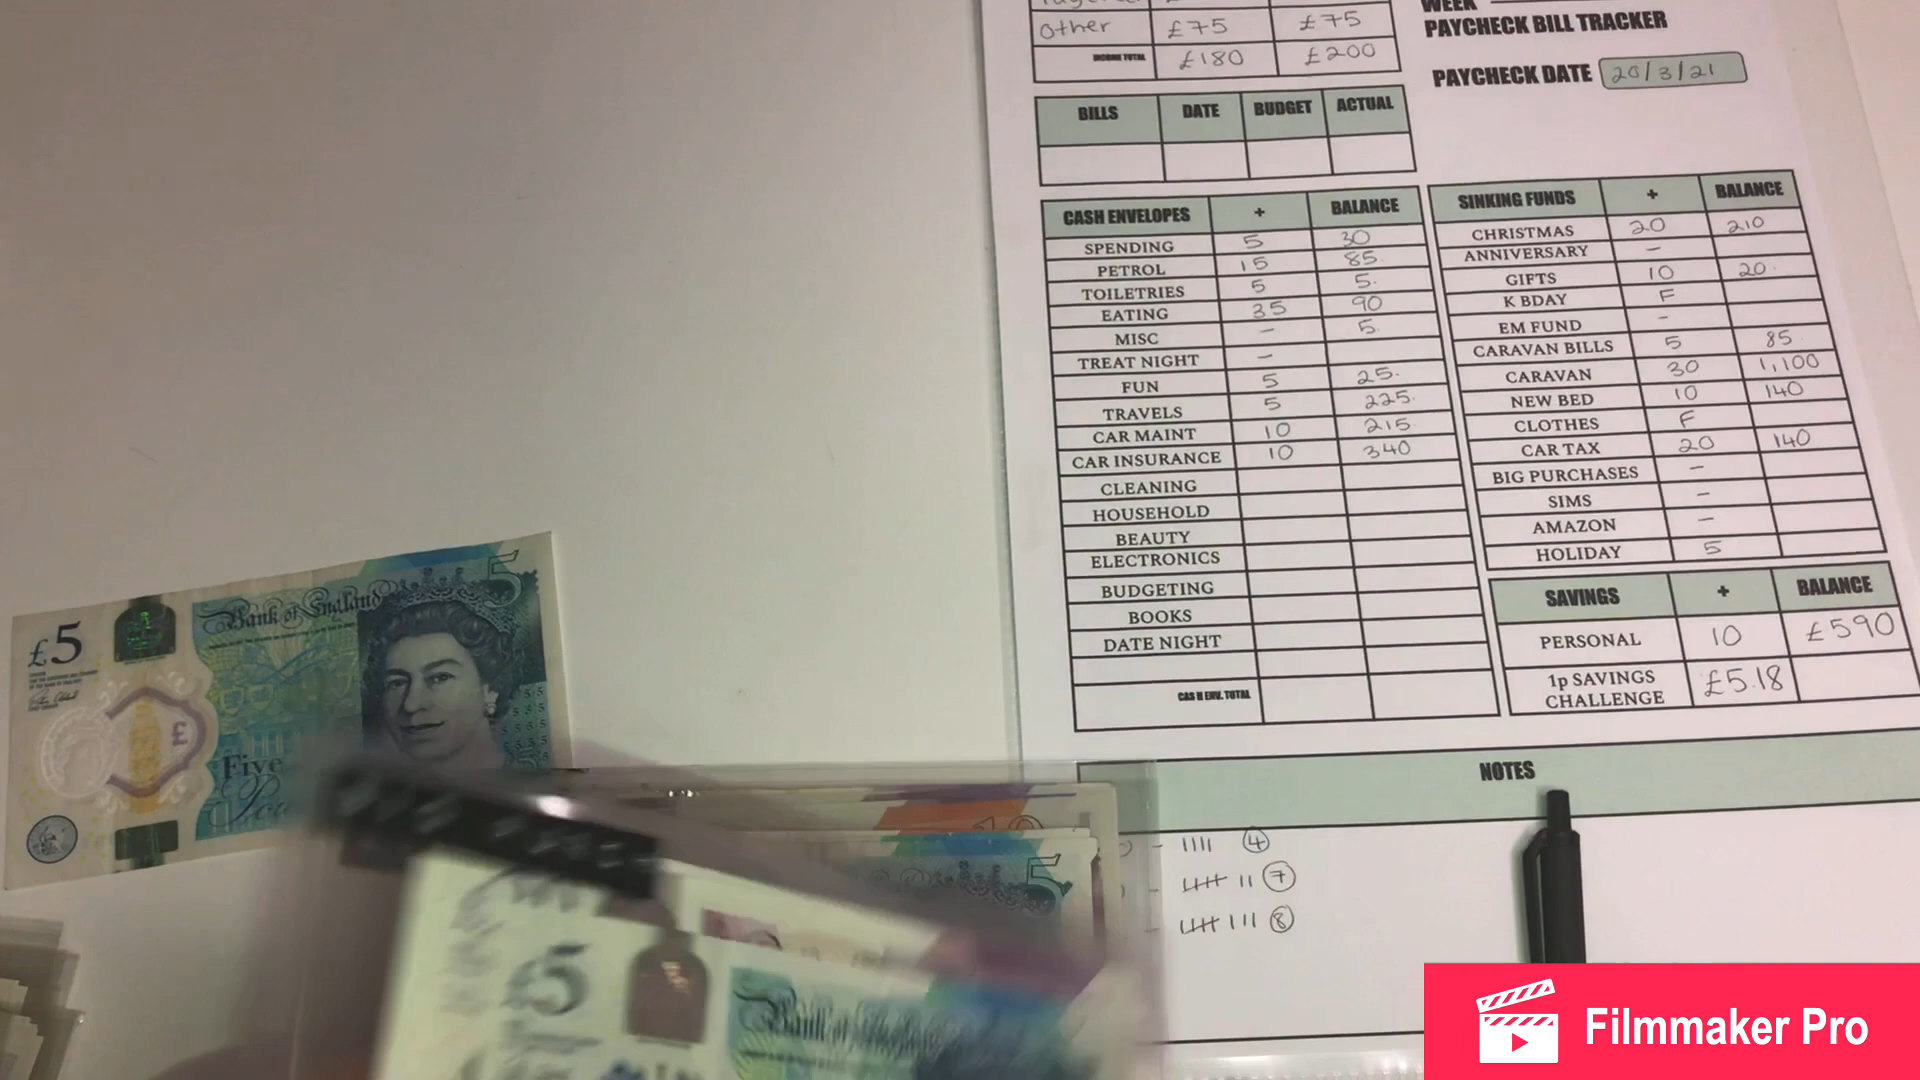 Other £75 £75
INCOME TOTAL £180 £200
WEEK
PAYCHECK BILL TRACKER
PAYCHECK DATE 20/3/21
BILLS DATE BUDGET ACTUAL
CASH ENVELOPES + BALANCE
SPENDING 5 30
PETROL 15 85.
TOILETRIES 5 5.
EATING 35 90
MISC - 5.
TREAT NIGHT -
FUN 5 25.
TRAVELS 5 225.
CAR MAINT 10 215
CAR INSURANCE 10 340
CLEANING
HOUSEHOLD
BEAUTY
ELECTRONICS
BUDGETING
BOOKS
DATE NIGHT
CASH ENV. TOTAL
SINKING FUNDS + BALANCE
CHRISTMAS 20 210
ANNIVERSARY -
GIFTS 10 20.
K BDAY F
EM FUND -
CARAVAN BILLS 5 85
CARAVAN 30 1,100
NEW BED 10 140
CLOTHES F
CAR TAX 20 140
BIG PURCHASES -
SIMS -
AMAZON -
HOLIDAY 5
SAVINGS + BALANCE
PERSONAL 10 £590
1p SAVINGS
CHALLENGE £5.18
NOTES
4
7
8
£5
Bank of England
5
£
Five
10
5
£5
Bank of
Filmmaker Pro